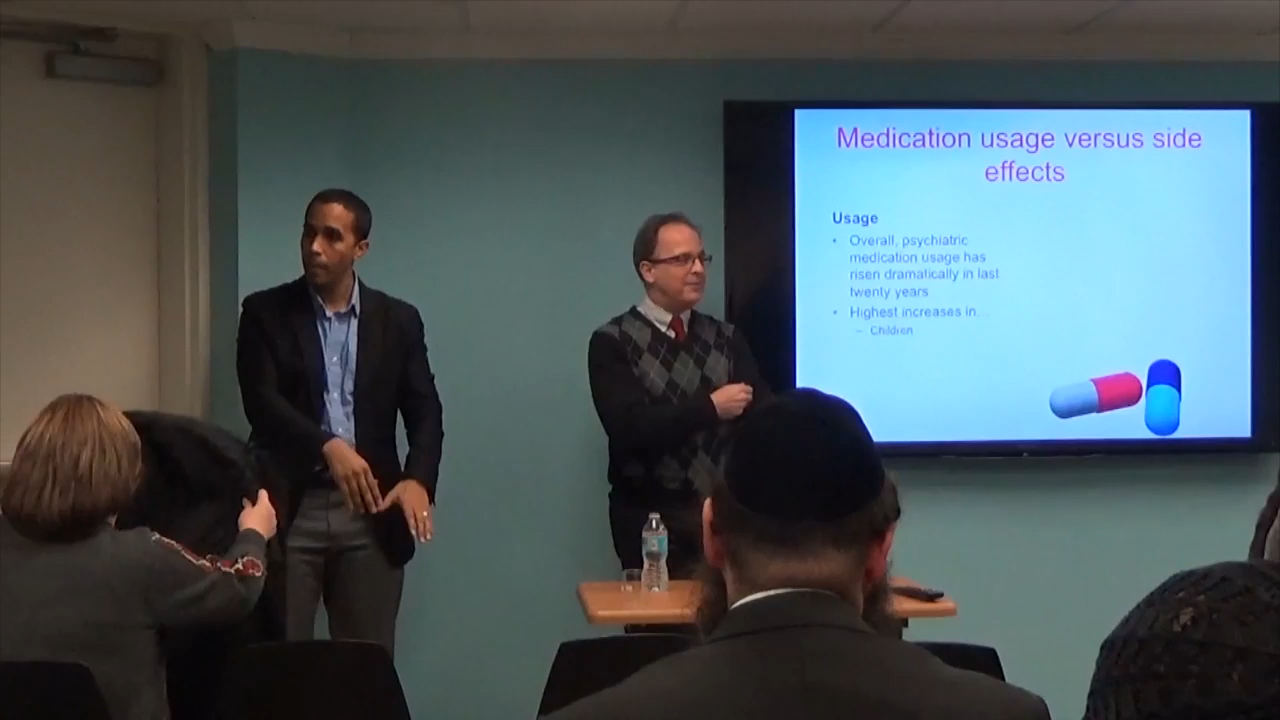 Medication usage versus side
effects
Usage
• Overall, psychiatric
medication usage has
risen dramatically in last
twenty years
• Highest increases in...
– Children